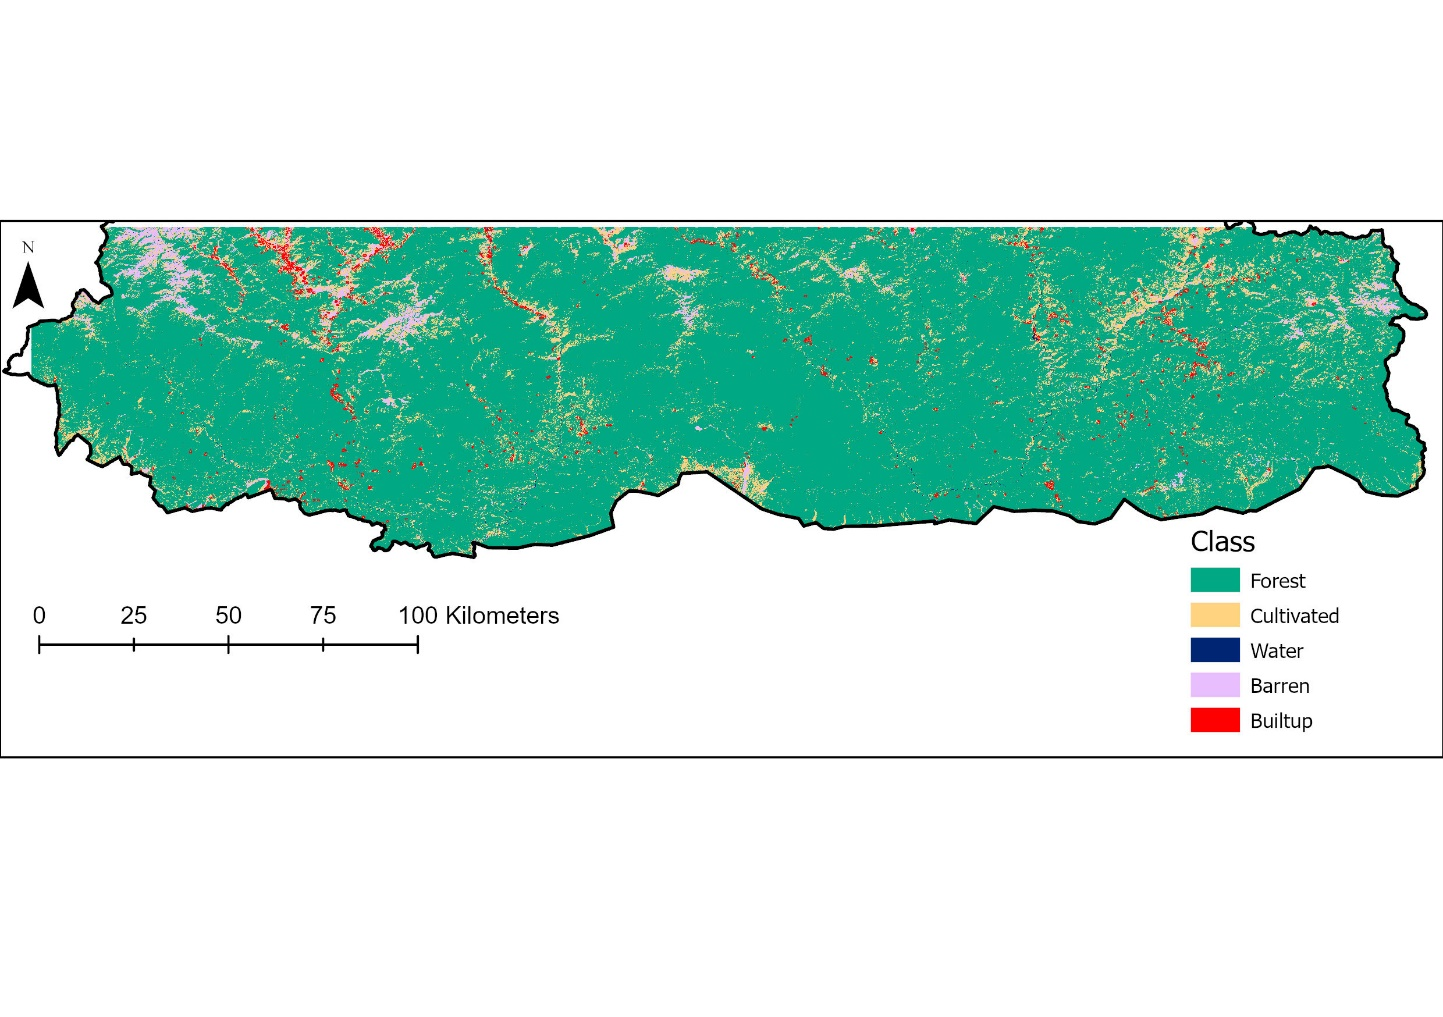 N
0 25 50 75 100 Kilometers
Class
Forest
Cultivated
Water
Barren
Builtup